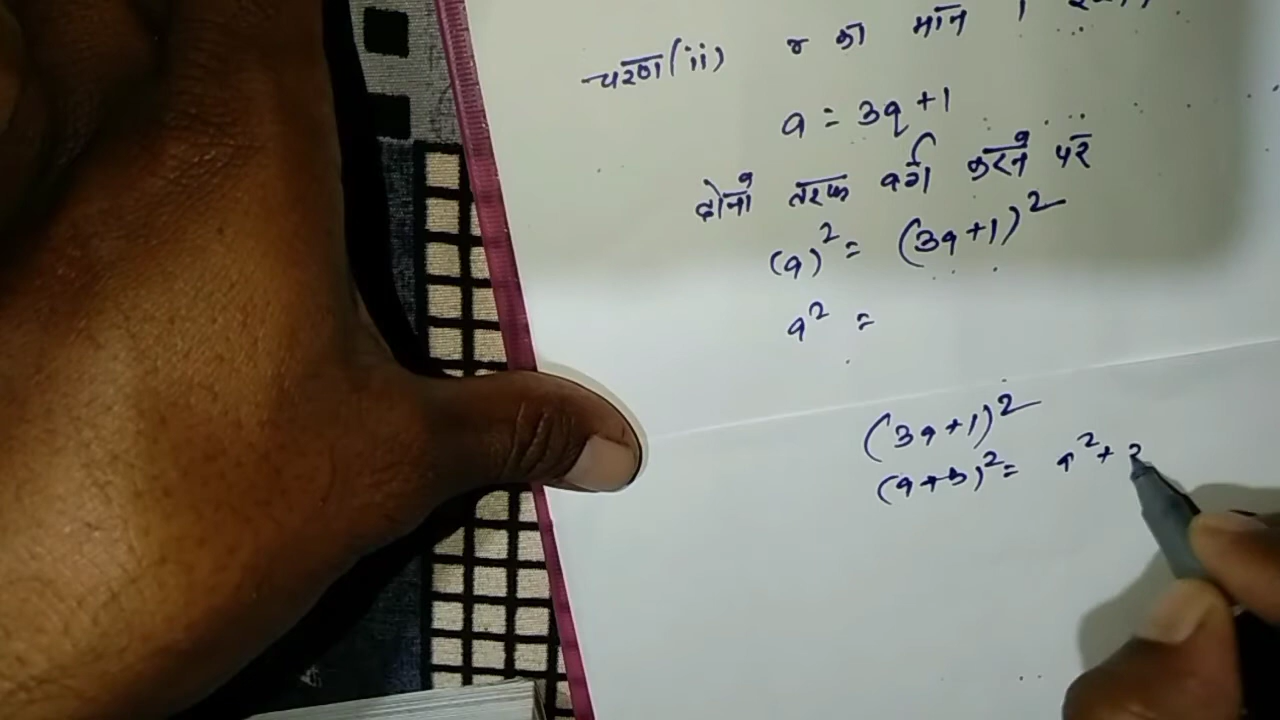 चरण (ii) r का मान 1
a = 3q + 1
दोनों तरफ वर्ग करने पर
(a)² = (3q+1)²
a² =
(3q+1)²
(a+b)² = a² + 2